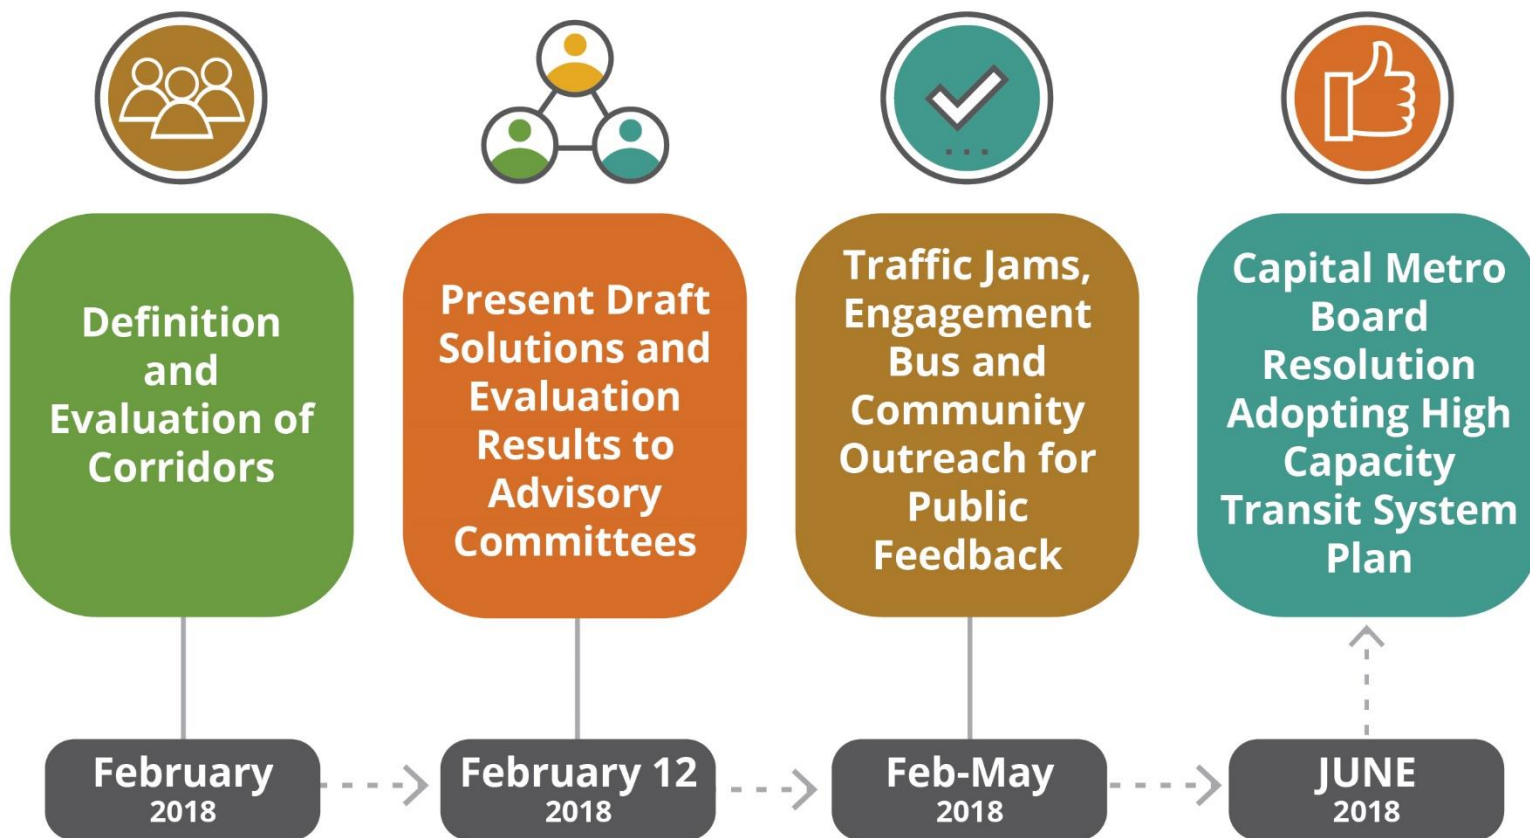 Definition
and
Evaluation of
Corridors
Present Draft
Solutions and
Evaluation
Results to
Advisory
Committees
Traffic Jams,
Engagement
Bus and
Community
Outreach for
Public
Feedback
Capital Metro
Board
Resolution
Adopting High
Capacity
Transit System
Plan
February
2018
February 12
2018
Feb-May
2018
JUNE
2018